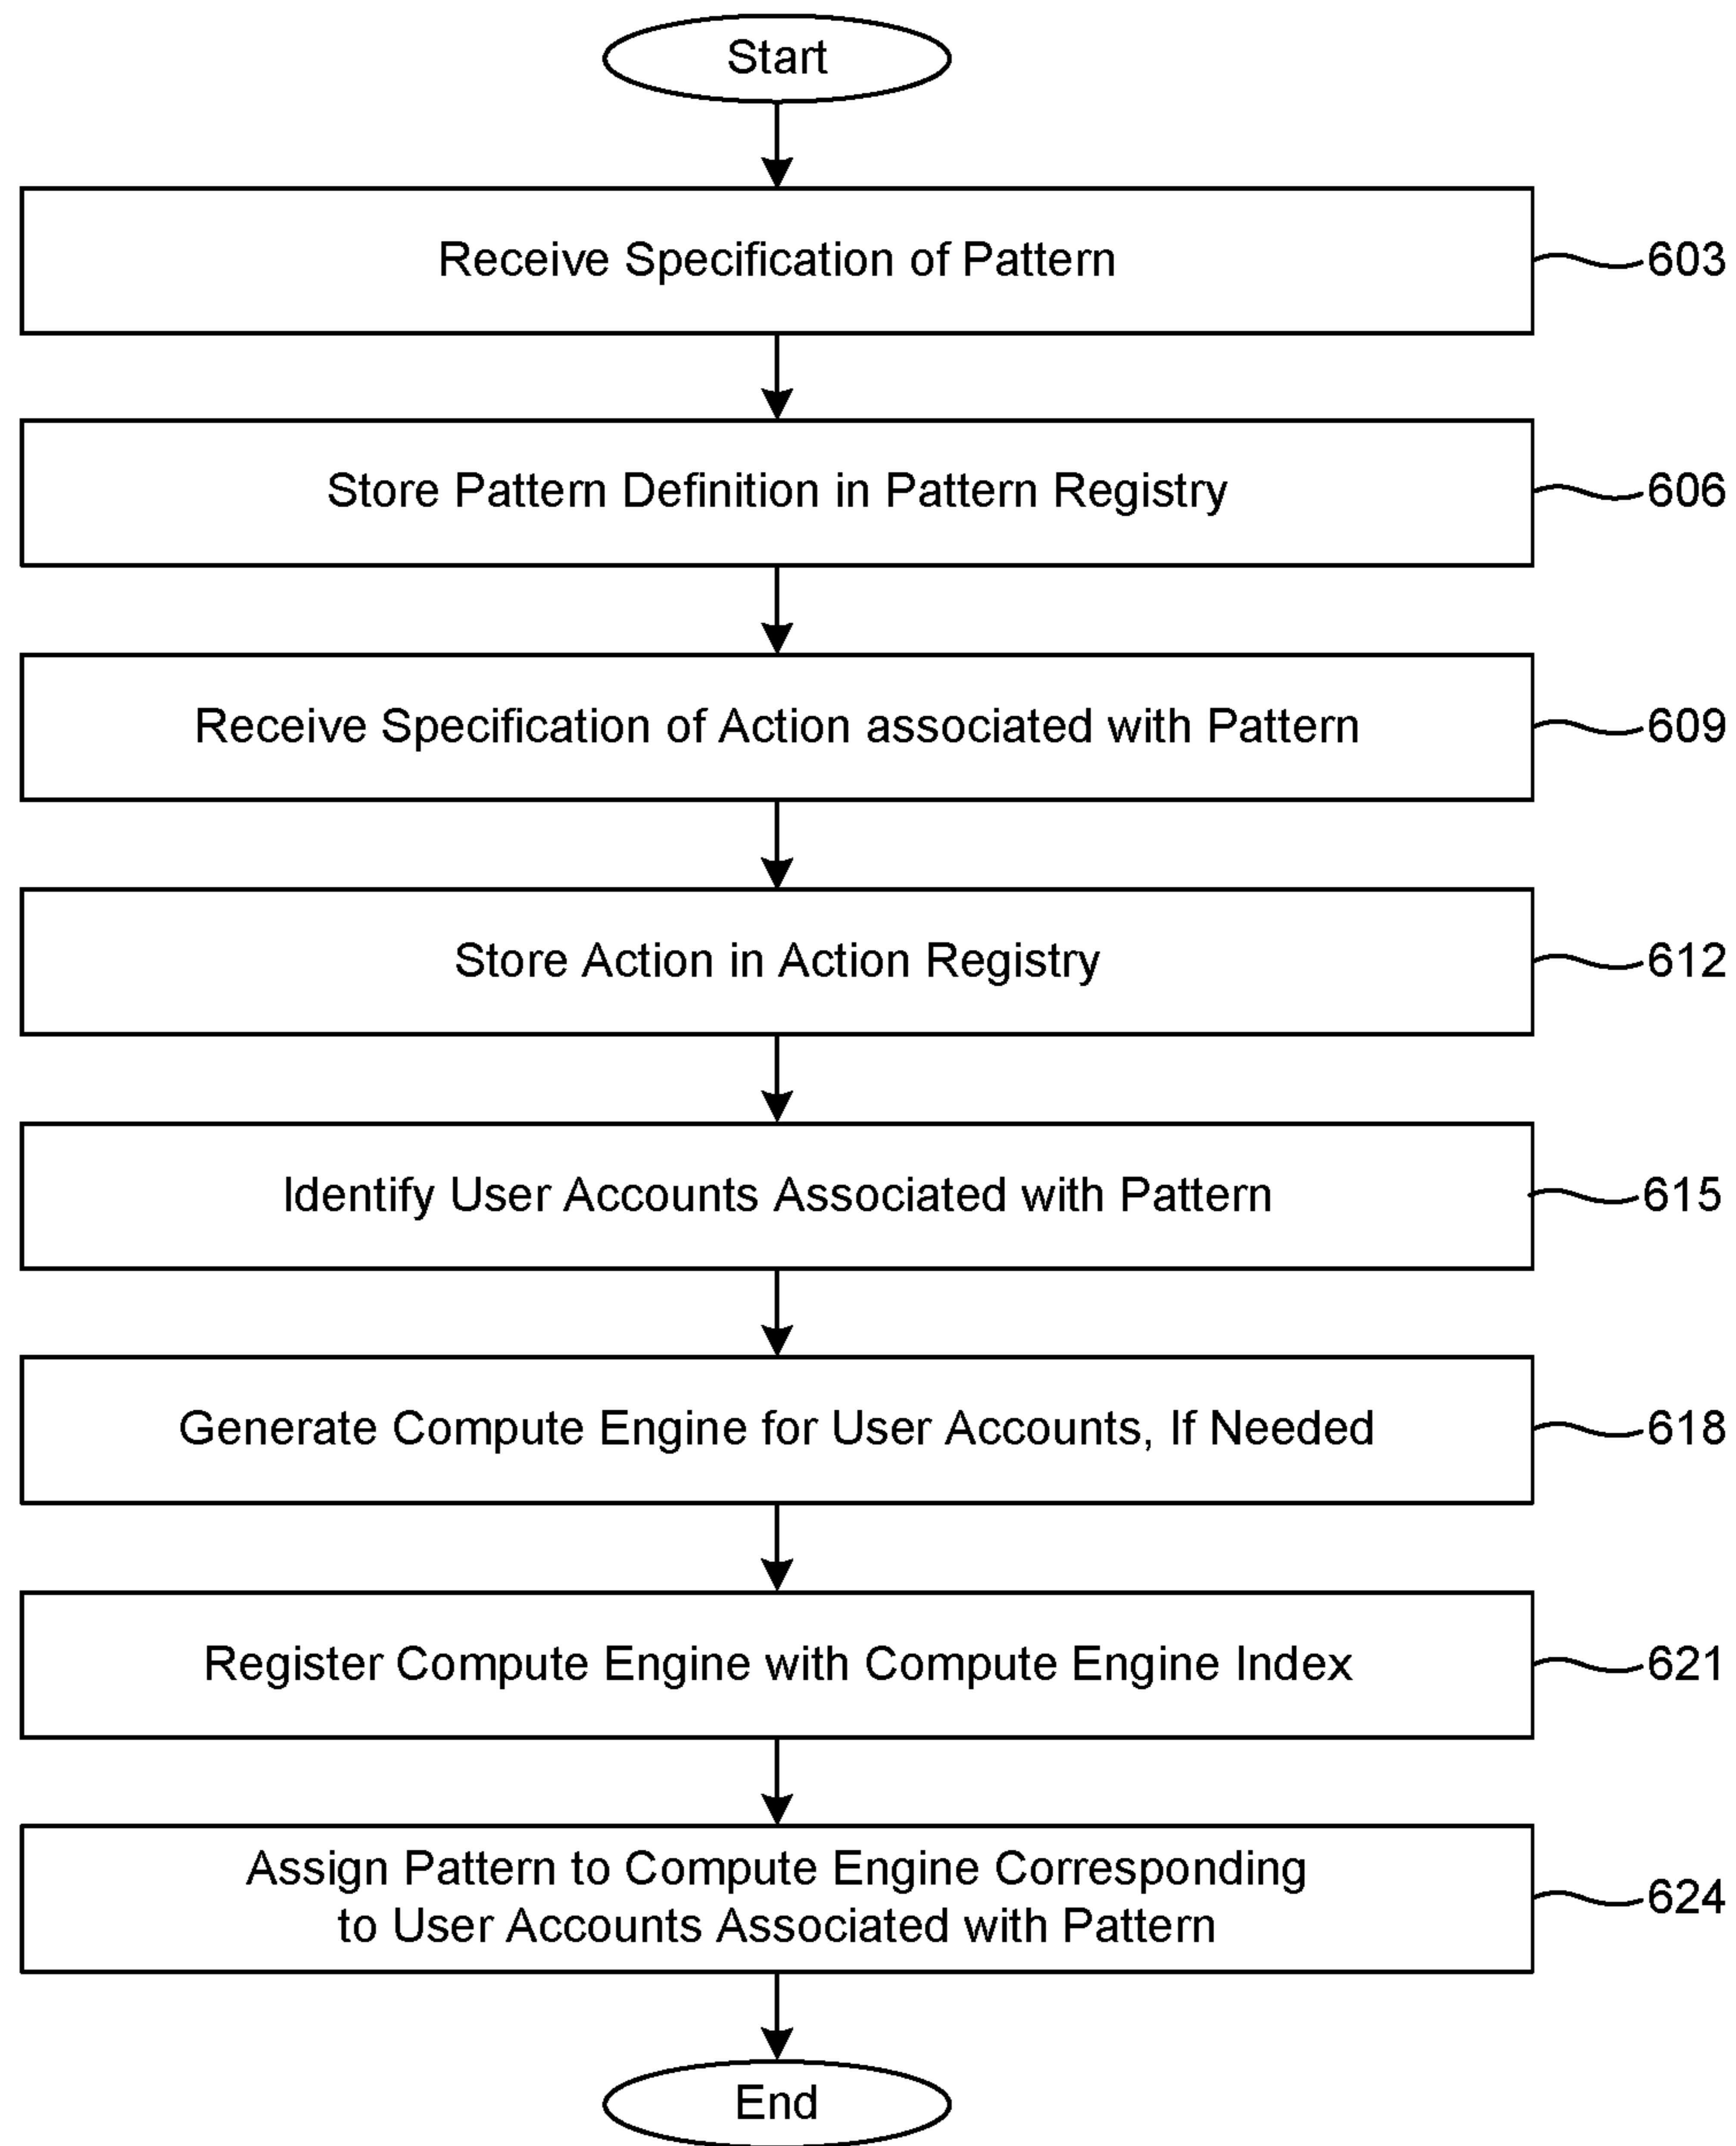 Start
Receive Specification of Pattern
603
Store Pattern Definition in Pattern Registry
606
Receive Specification of Action associated with Pattern
609
Store Action in Action Registry
612
Identify User Accounts Associated with Pattern
615
Generate Compute Engine for User Accounts, If Needed
618
Register Compute Engine with Compute Engine Index
621
Assign Pattern to Compute Engine Corresponding
to User Accounts Associated with Pattern
624
End